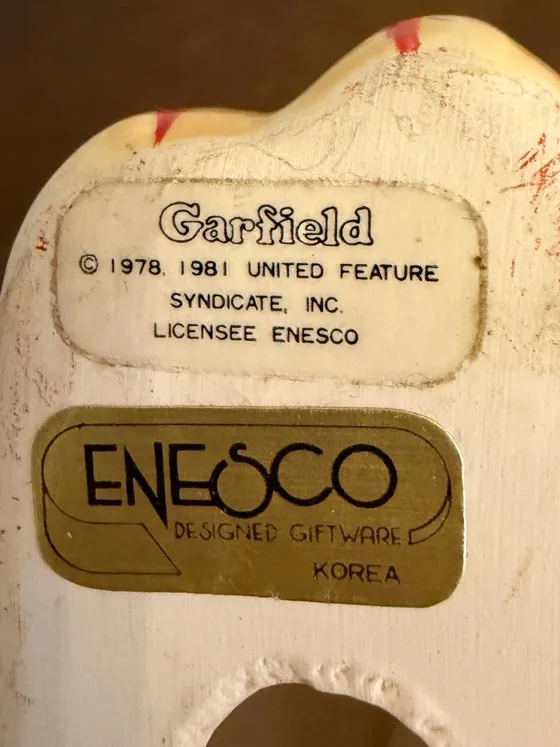 Garfield
© 1978, 1981 UNITED FEATURE
SYNDICATE, INC.
LICENSEE ENESCO
ENESCO
DESIGNED GIFTWARE
KOREA